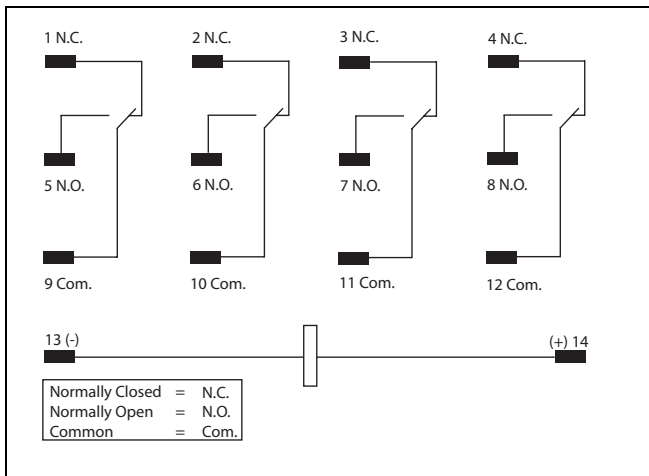 1 N.C. 2 N.C. 3 N.C. 4 N.C.
5 N.O. 6 N.O. 7 N.O. 8 N.O.
9 Com. 10 Com. 11 Com. 12 Com.
13 (-) (+) 14
Normally Closed = N.C.
Normally Open = N.O.
Common = Com.